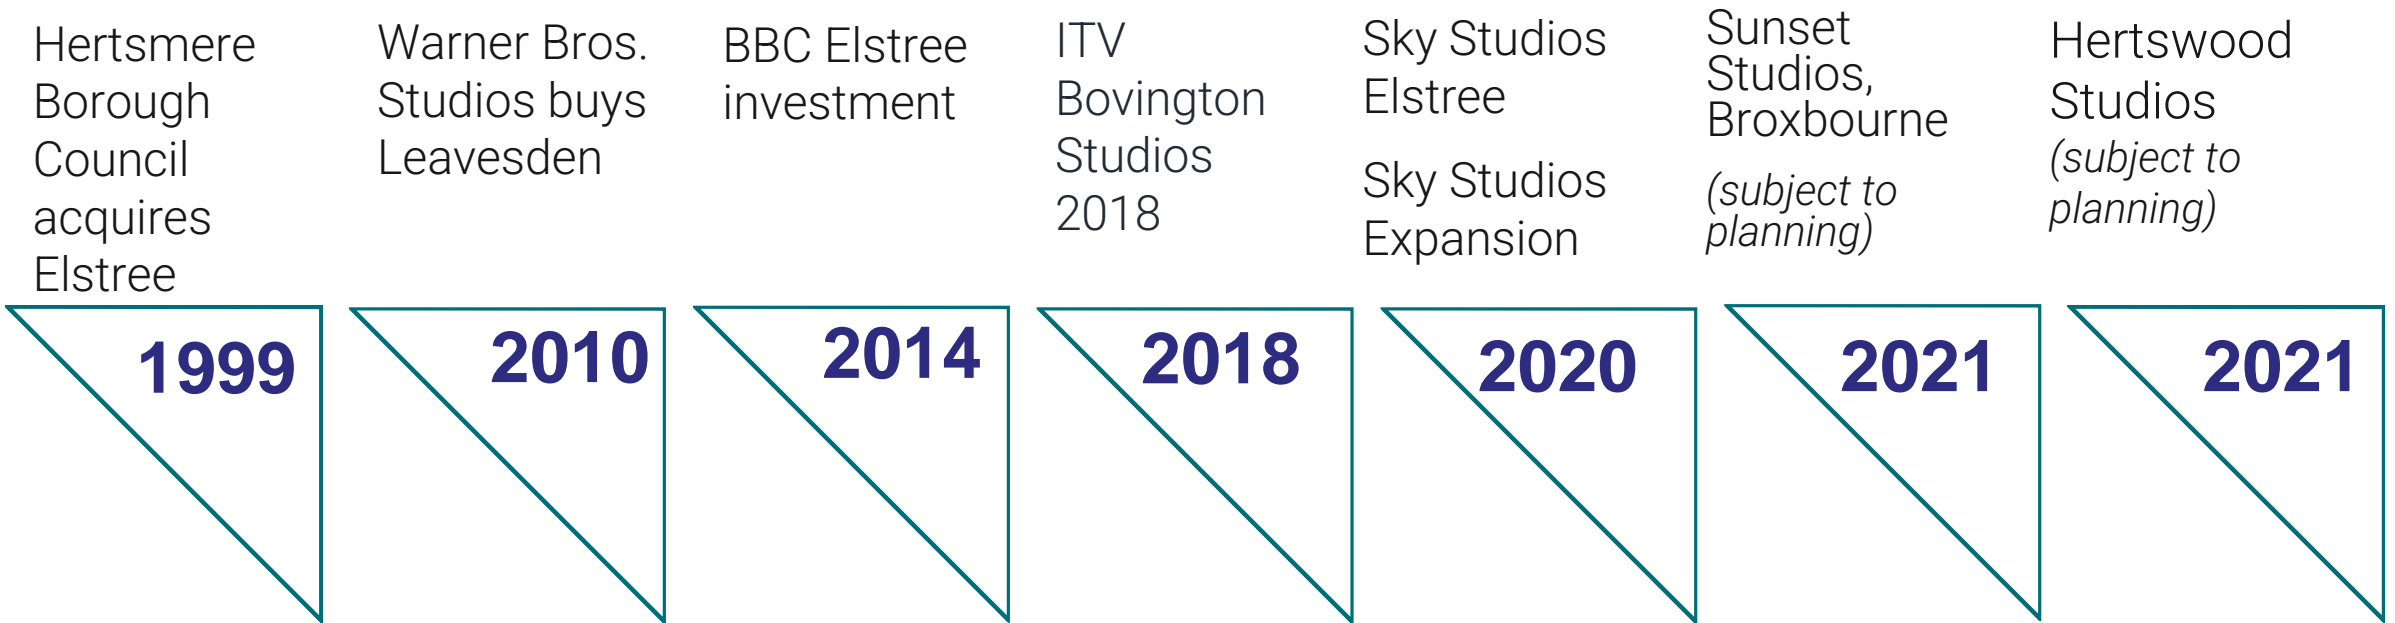 Hertsmere
Borough
Council
acquires
Elstree
Warner Bros.
Studios buys
Leavesden
BBC Elstree
investment
ITV
Bovington
Studios
2018
Sky Studios
Elstree
Sky Studios
Expansion
Sunset
Studios,
Broxbourne
(subject to
planning)
Hertswood
Studios
(subject to
planning)
1999
2010
2014
2018
2020
2021
2021